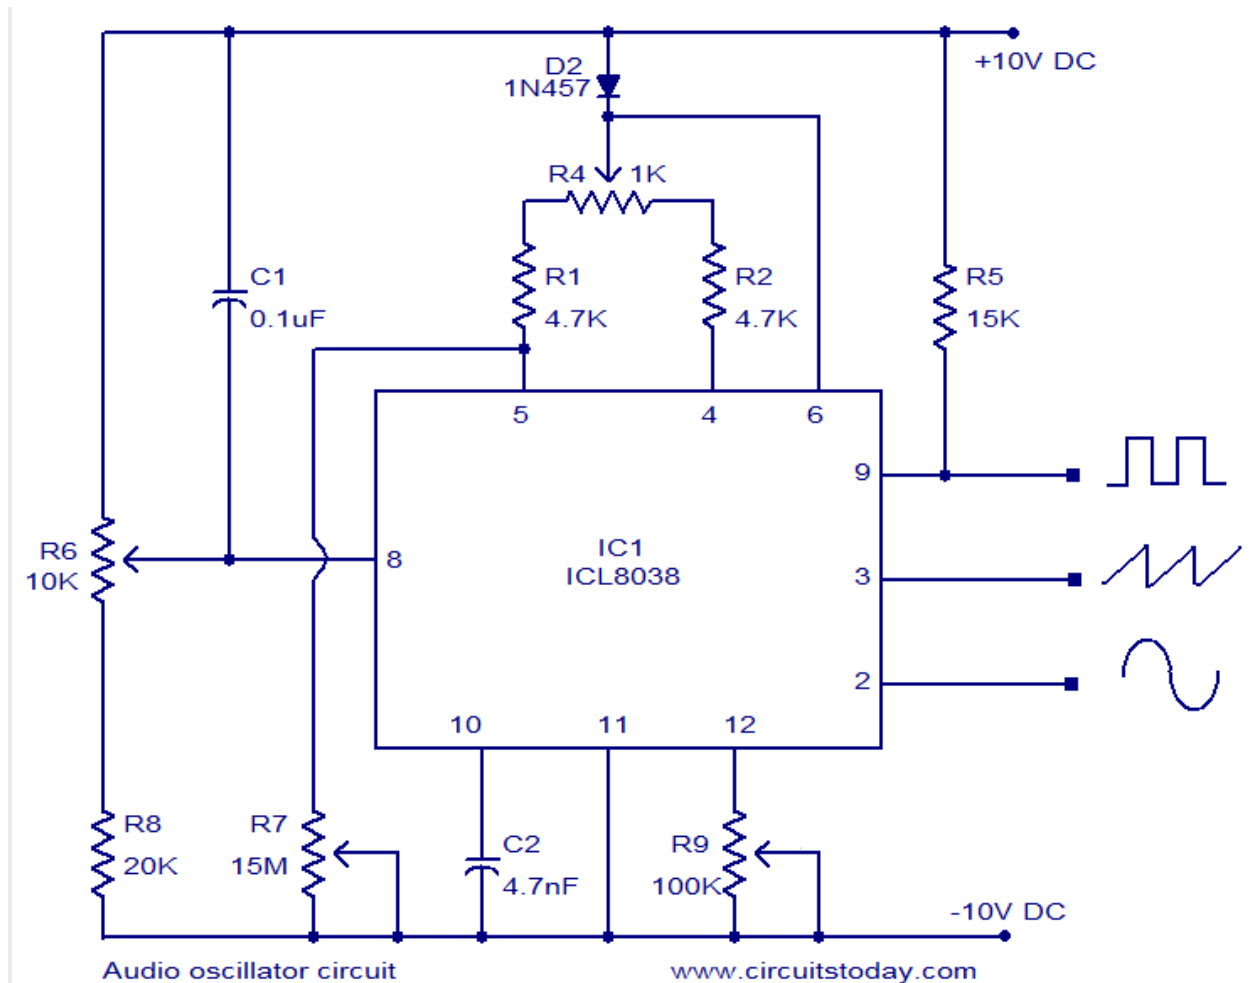 +10V DC
D2
1N457
R4 1K
C1
0.1uF
R1
4.7K
R2
4.7K
R5
15K
5
4
6
9
R6
10K
8
IC1
ICL8038
3
2
10
11
12
R8
20K
R7
15M
C2
4.7nF
R9
100K
-10V DC
Audio oscillator circuit
www.circuitstoday.com